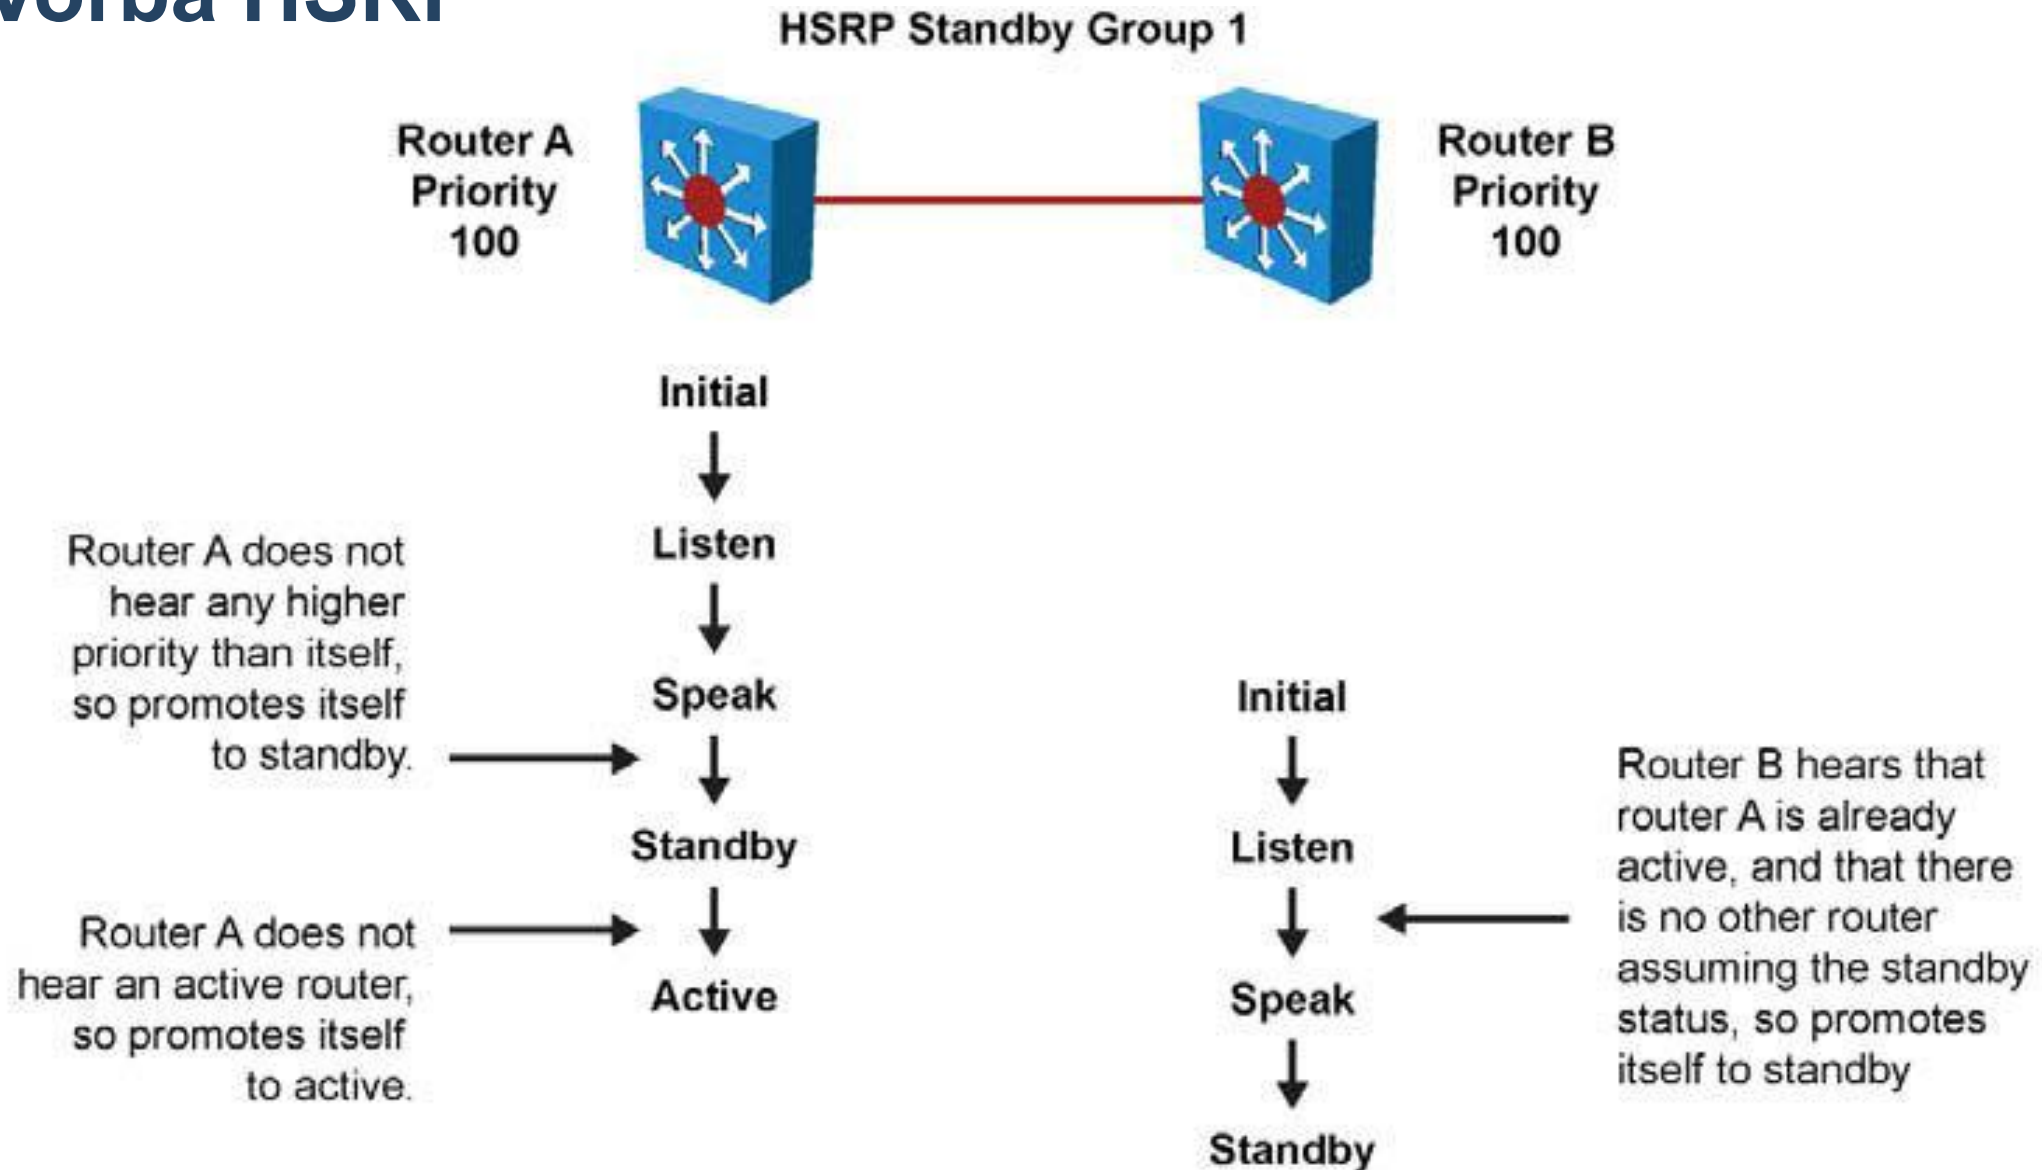 HSRP Standby Group 1
Router A
Priority
100
Router B
Priority
100
Initial
Listen
Speak
Standby
Active
Router A does not
hear any higher
priority than itself,
so promotes itself
to standby.
Router A does not
hear an active router,
so promotes itself
to active.
Initial
Listen
Speak
Standby
Router B hears that
router A is already
active, and that there
is no other router
assuming the standby
status, so promotes
itself to standby